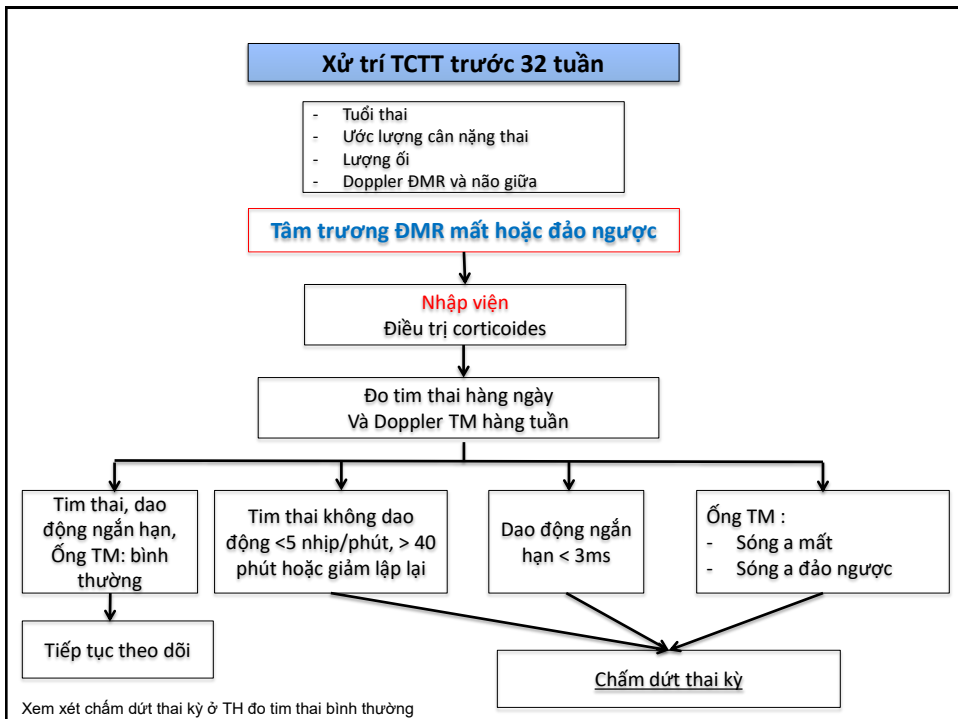 Xử trí TCTT trước 32 tuần
- Tuổi thai
- Ước lượng cân nặng thai
- Lượng ối
- Doppler ĐMR và não giữa
Tâm trương ĐMR mất hoặc đảo ngược
Nhập viện
Điều trị corticoides
Đo tim thai hàng ngày
Và Doppler TM hàng tuần
Tim thai, dao
động ngắn hạn,
Ống TM: bình
thường
Tim thai không dao
động <5 nhịp/phút, > 40
phút hoặc giảm lập lại
Dao động ngắn
hạn < 3ms
Ống TM :
- Sóng a mất
- Sóng a đảo ngược
Tiếp tục theo dõi
Chấm dứt thai kỳ
Xem xét chấm dứt thai kỳ ở TH đo tim thai bình thường